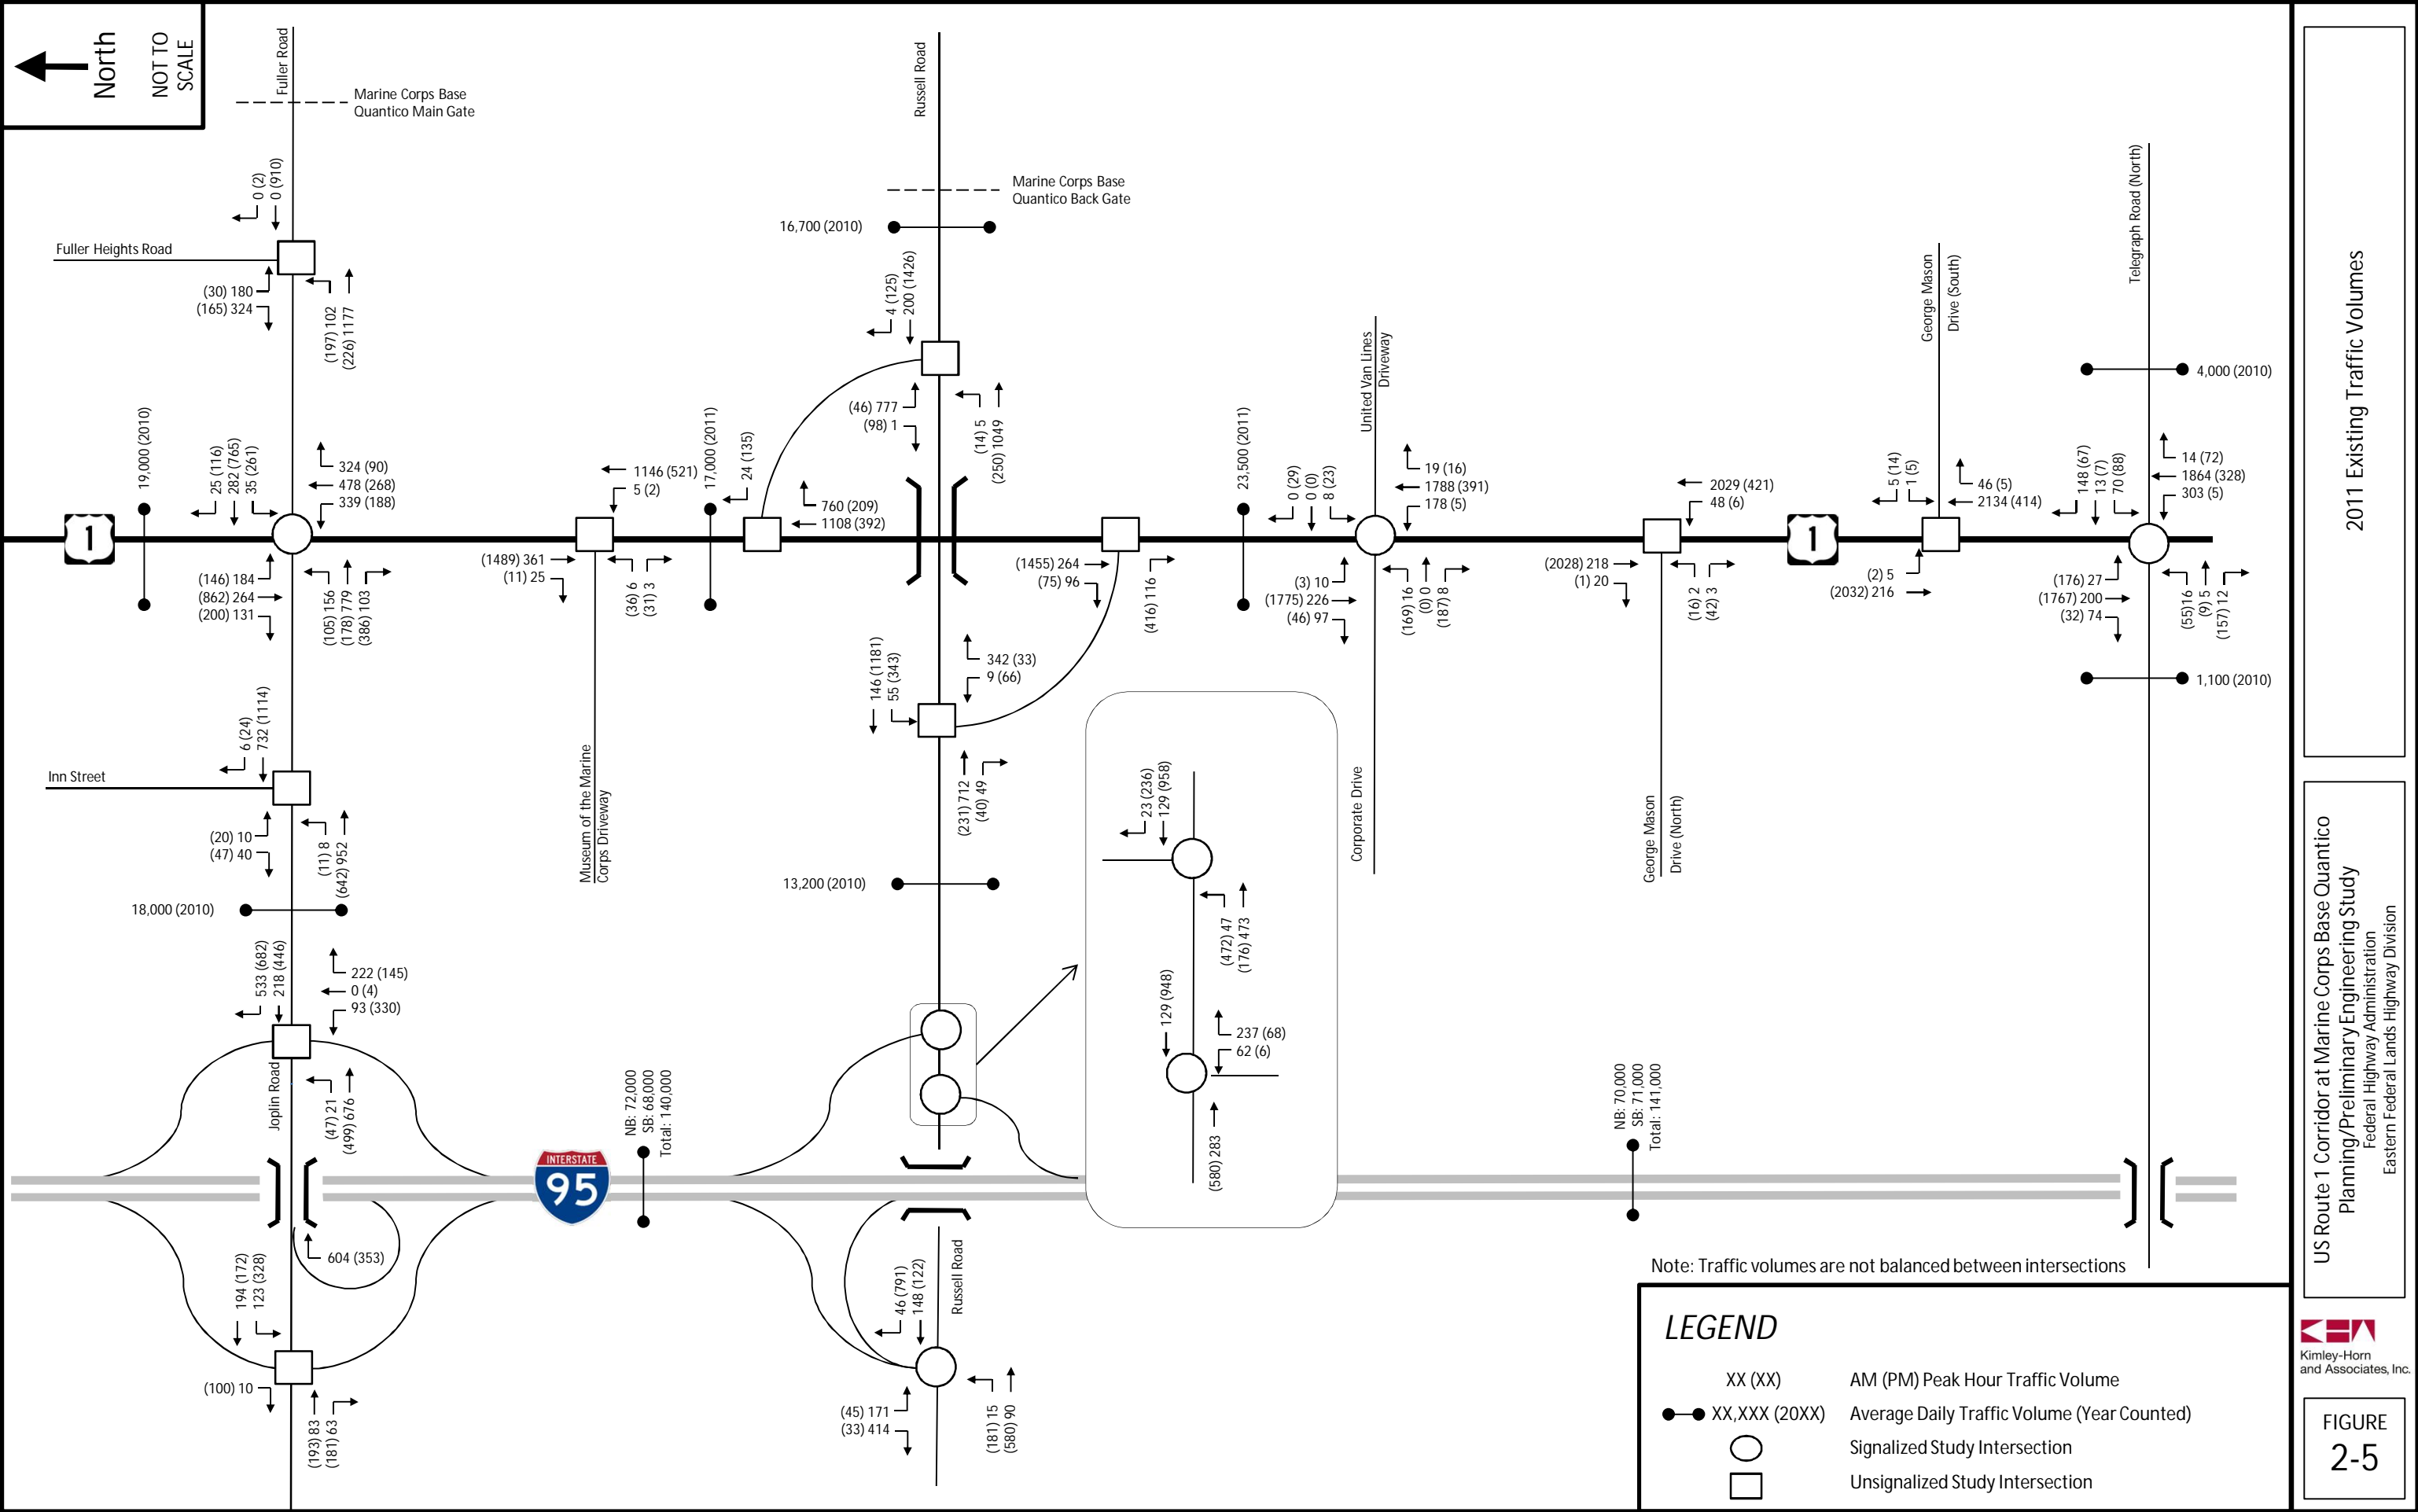 North
NOT TO
SCALE
Fuller Road
Marine Corps Base
Quantico Main Gate
0 (2)
0 (910)
Fuller Heights Road
(30) 180
(165) 324
(197) 102
(226) 1177
19,000 (2010)
25 (116)
282 (765)
35 (261)
324 (90)
478 (268)
339 (188)
1
(146) 184
(862) 264
(200) 131
(105) 156
(178) 779
(386) 103
6 (24)
732 (1114)
Inn Street
(20) 10
(47) 40
(11) 8
(642) 952
18,000 (2010)
533 (682)
218 (446)
222 (145)
0 (4)
93 (330)
Joplin Road
(47) 21
(499) 676
604 (353)
194 (172)
123 (328)
(100) 10
(193) 83
(181) 63
1146 (521)
5 (2)
(1489) 361
(11) 25
(36) 6
(31) 3
Museum of the Marine
Corps Driveway
17,000 (2011)
24 (135)
760 (209)
1108 (392)
Russell Road
Marine Corps Base
Quantico Back Gate
16,700 (2010)
4 (125)
200 (1426)
(46) 777
(98) 1
(14) 5
(250) 1049
(1455) 264
(75) 96
(416) 116
146 (1181)
55 (343)
342 (33)
9 (66)
(231) 712
(40) 49
13,200 (2010)
23 (236)
129 (958)
(472) 47
(176) 473
129 (948)
237 (68)
62 (6)
(580) 283
INTERSTATE
95
NB: 72,000
SB: 68,000
Total: 140,000
46 (791)
148 (122)
Russell Road
(45) 171
(33) 414
(181) 15
(580) 90
23,500 (2011)
United Van Lines
Driveway
0 (29)
0 (0)
8 (23)
19 (16)
1788 (391)
178 (5)
(3) 10
(1775) 226
(46) 97
(169) 16
(0) 0
(187) 8
Corporate Drive
2029 (421)
48 (6)
(2028) 218
(1) 20
(16) 2
(42) 3
George Mason
Drive (North)
1
George Mason
Drive (South)
5 (14)
1 (5)
46 (5)
2134 (414)
(2) 5
(2032) 216
Telegraph Road (North)
4,000 (2010)
148 (67)
13 (7)
70 (88)
14 (72)
1864 (328)
303 (5)
(176) 27
(1767) 200
(32) 74
(55)16
(9) 5
(157) 12
1,100 (2010)
NB: 70,000
SB: 71,000
Total: 141,000
Note: Traffic volumes are not balanced between intersections
LEGEND
XX (XX) AM (PM) Peak Hour Traffic Volume
XX,XXX (20XX) Average Daily Traffic Volume (Year Counted)
Signalized Study Intersection
Unsignalized Study Intersection
2011 Existing Traffic Volumes
US Route 1 Corridor at Marine Corps Base Quantico
Planning/Preliminary Engineering Study
Federal Highway Administration
Eastern Federal Lands Highway Division
Kimley-Horn
and Associates, Inc.
FIGURE
2-5